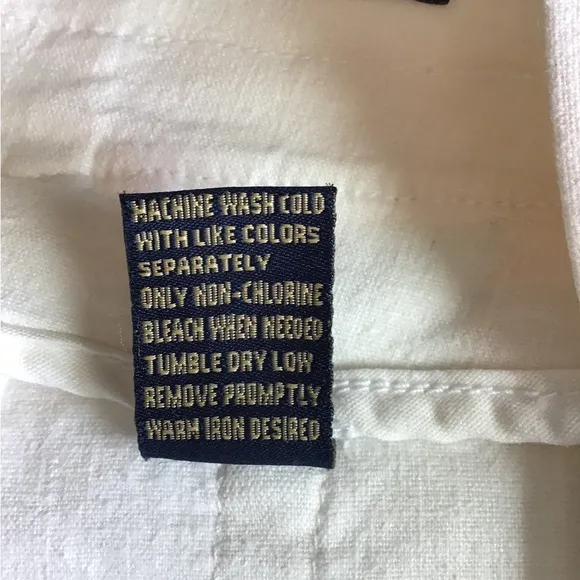 MACHINE WASH COLD
WITH LIKE COLORS
SEPARATELY
ONLY NON-CHLORINE
BLEACH WHEN NEEDED
TUMBLE DRY LOW
REMOVE PROMPTLY
WARM IRON DESIRED